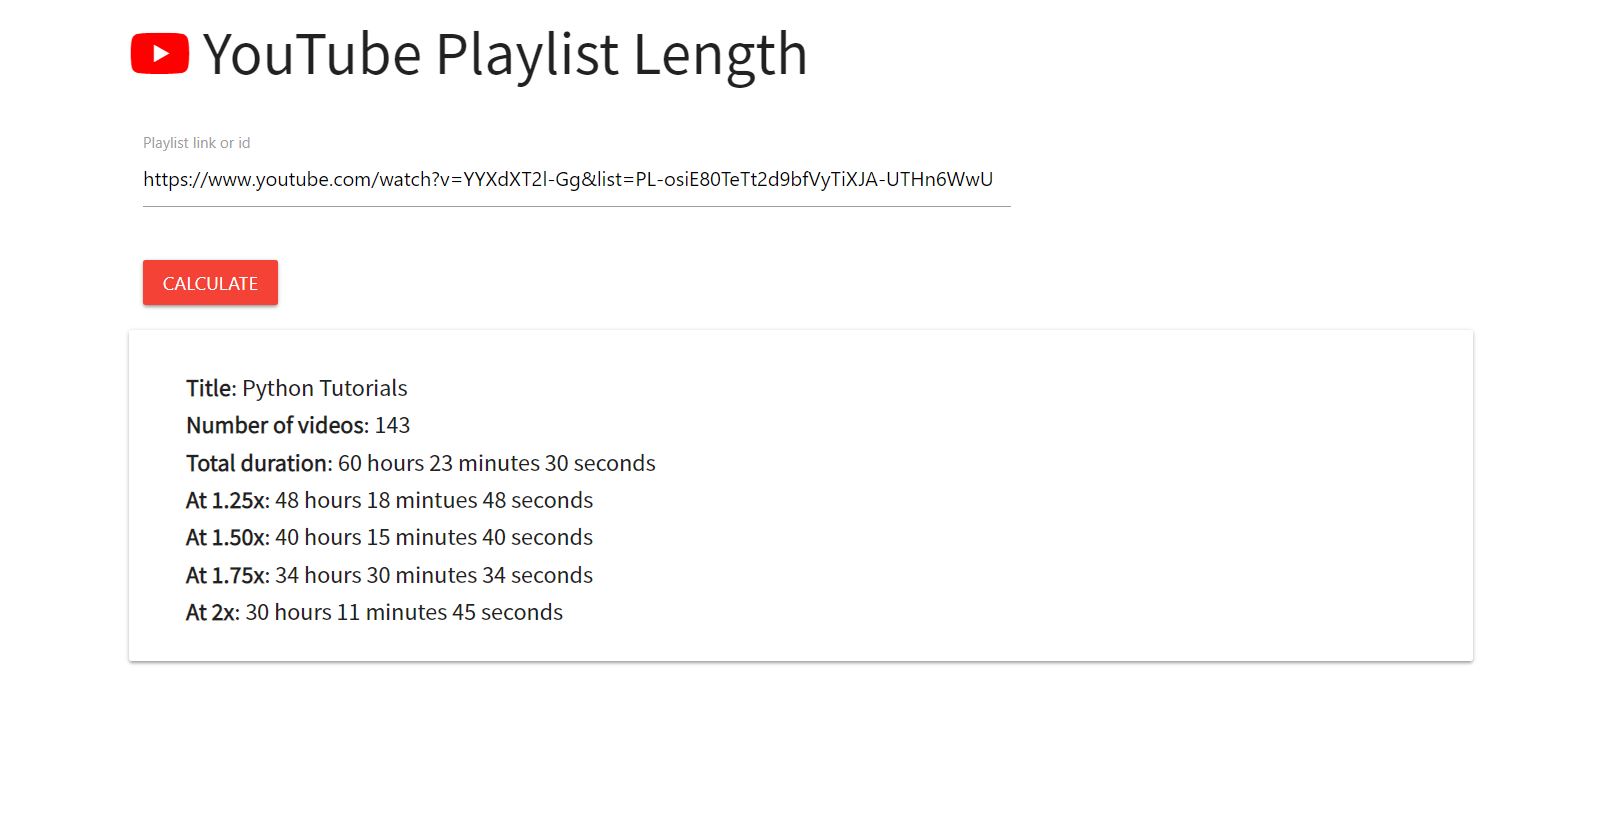 YouTube Playlist Length
Playlist link or id
https://www.youtube.com/watch?v=YYXdXT2l-Gg&list=PL-osiE80TeTt2d9bfVyTiXJA-UTHn6WwU
CALCULATE
Title: Python Tutorials
Number of videos: 143
Total duration: 60 hours 23 minutes 30 seconds
At 1.25x: 48 hours 18 mintues 48 seconds
At 1.50x: 40 hours 15 minutes 40 seconds
At 1.75x: 34 hours 30 minutes 34 seconds
At 2x: 30 hours 11 minutes 45 seconds